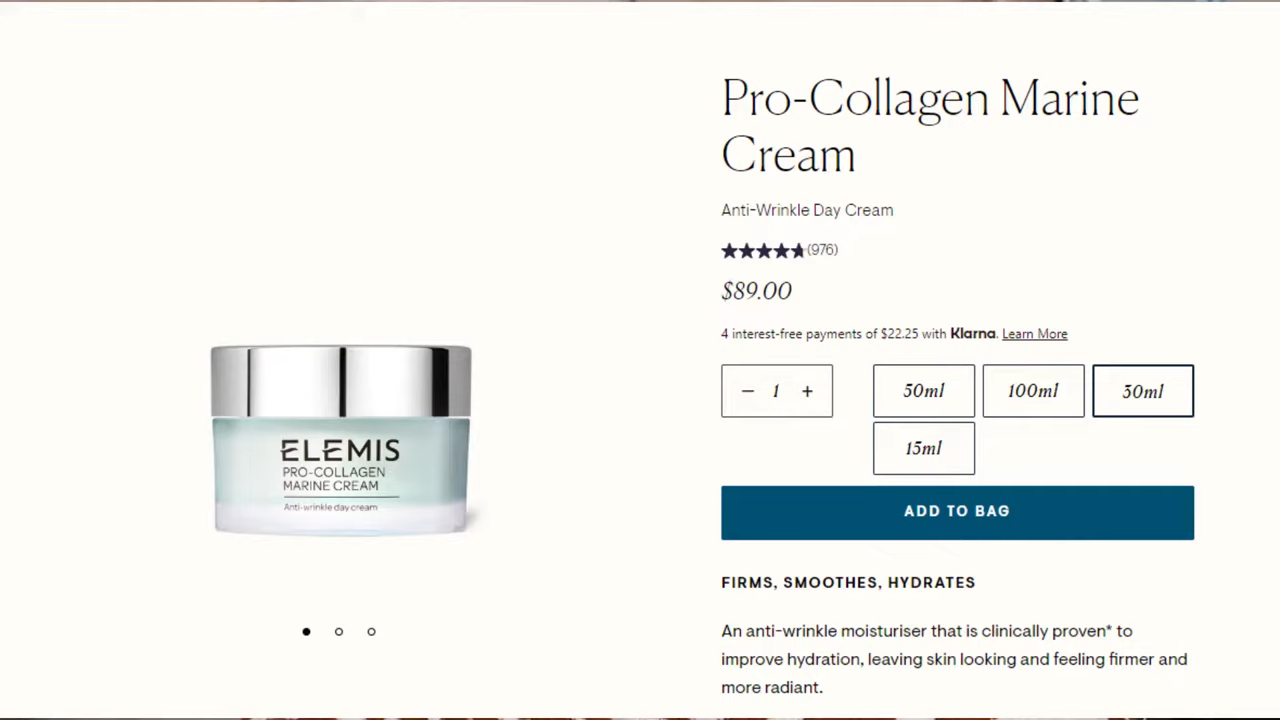 Pro-Collagen Marine
Cream
Anti-Wrinkle Day Cream
(976)
$89.00
4 interest-free payments of $22.25 with Klarna. Learn More
− 1 +
50ml
100ml
30ml
15ml
ADD TO BAG
FIRMS, SMOOTHES, HYDRATES
An anti-wrinkle moisturiser that is clinically proven* to
improve hydration, leaving skin looking and feeling firmer and
more radiant.
ELEMIS
PRO-COLLAGEN
MARINE CREAM
Anti-wrinkle day cream